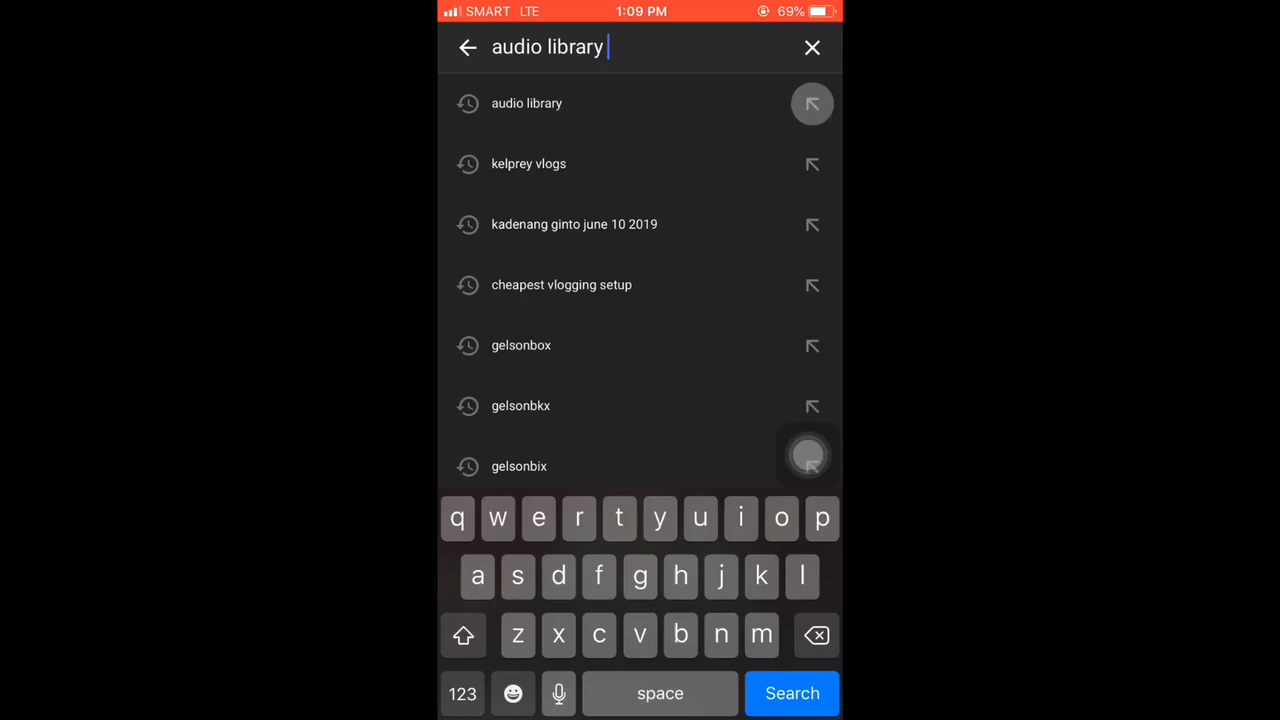 SMART LTE 1:09 PM 69%
audio library
audio library
kelprey vlogs
kadenang ginto june 10 2019
cheapest vlogging setup
gelsonbox
gelsonbkx
gelsonbix
q w e r t y u i o p
a s d f g h j k l
z x c v b n m
123 space Search